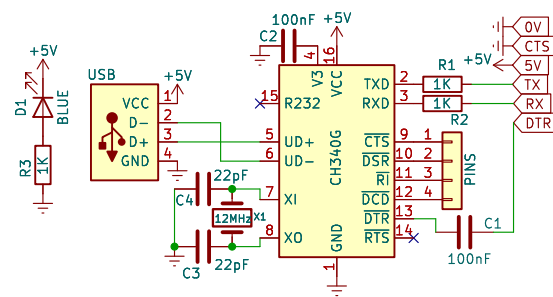 100nF
C2
+5V
+5V
D1
BLUE
R3
1K
USB
+5V
VCC 1
D- 2
D+ 3
GND 4
4
V3
16
VCC
15 R232
5 UD+
6 UD-
7 XI
8 XO
CH340G
TXD 2
RXD 3
CTS 9
DSR 10
RI 11
DCD 12
DTR 13
RTS 14
GND
1
R1
1K
1K
R2
+5V
0V
CTS
5V
TX
RX
DTR
1
2
3
4
PINS
C1
100nF
22pF
C4
12MHz X1
C3
22pF